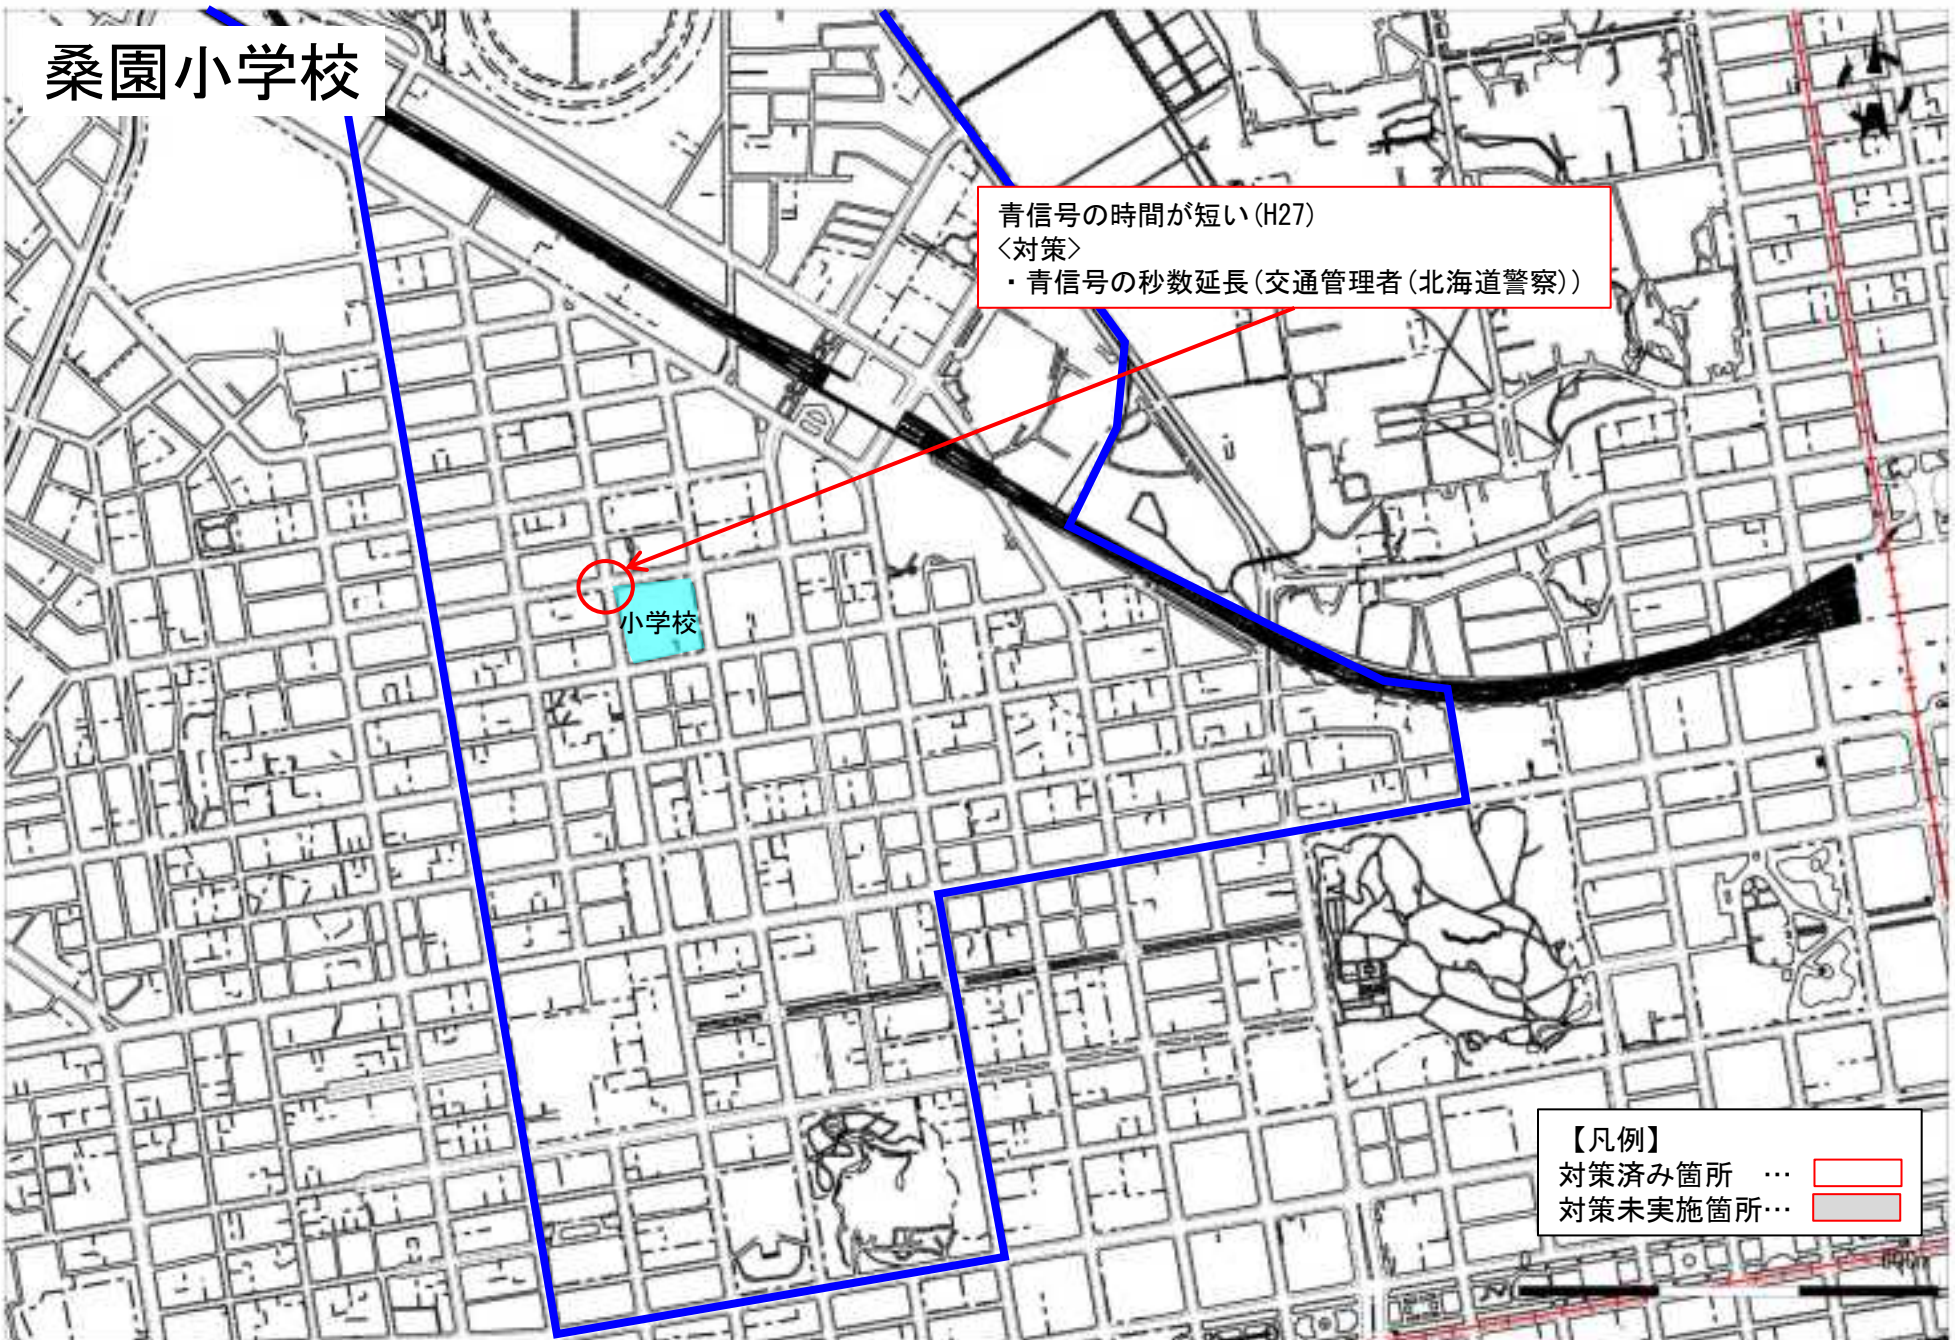 桑園小学校
青信号の時間が短い(H27)
<対策>
・青信号の秒数延長(交通管理者(北海道警察))
小学校
【凡例】
対策済み箇所 …
対策未実施箇所…